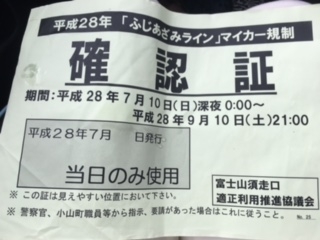 平成28年「ふじあざみライン」マイカー規制
確認証
期間：平成28年7月10日(日)深夜0:00～
平成28年9月10日(土)21:00
平成28年7月　日発行
当日のみ使用
富士山須走口
適正利用推進協議会
※ この証は見えやすい位置において下さい。
※ 警察官、小山町職員等から指示、要請があった場合はこれに従うこと。
No.